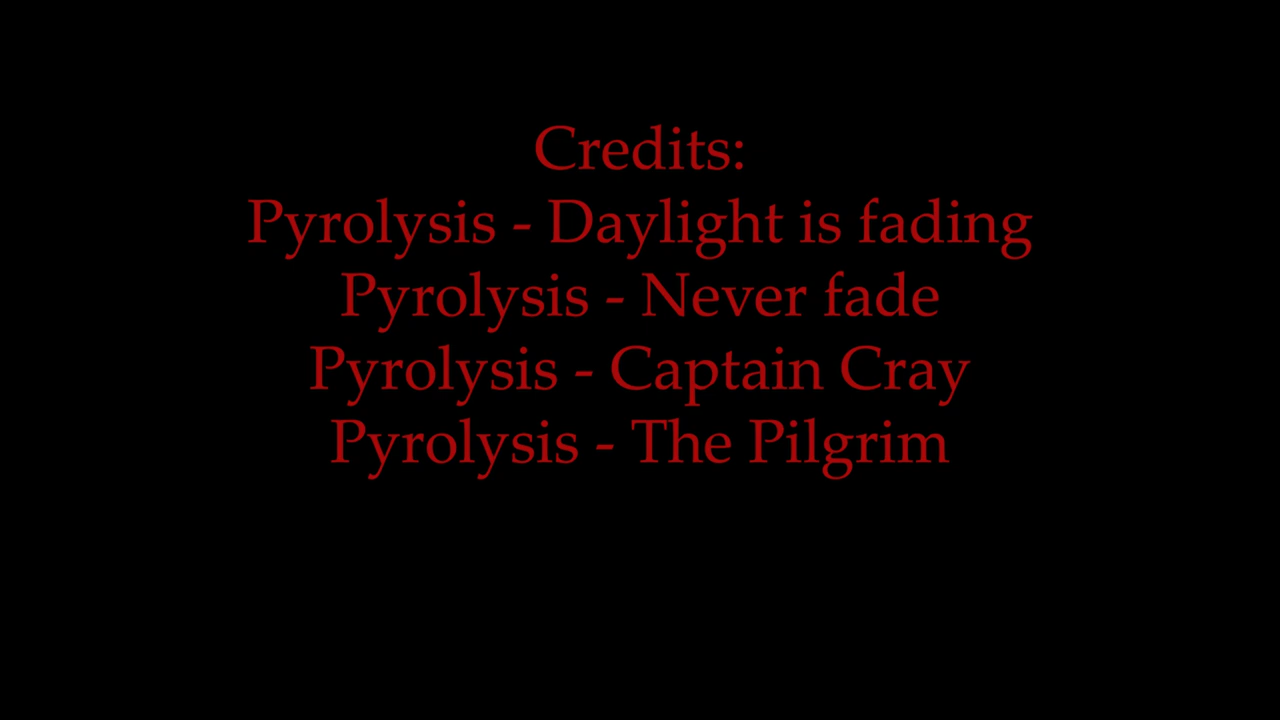 Credits:
Pyrolysis - Daylight is fading
Pyrolysis - Never fade
Pyrolysis - Captain Cray
Pyrolysis - The Pilgrim